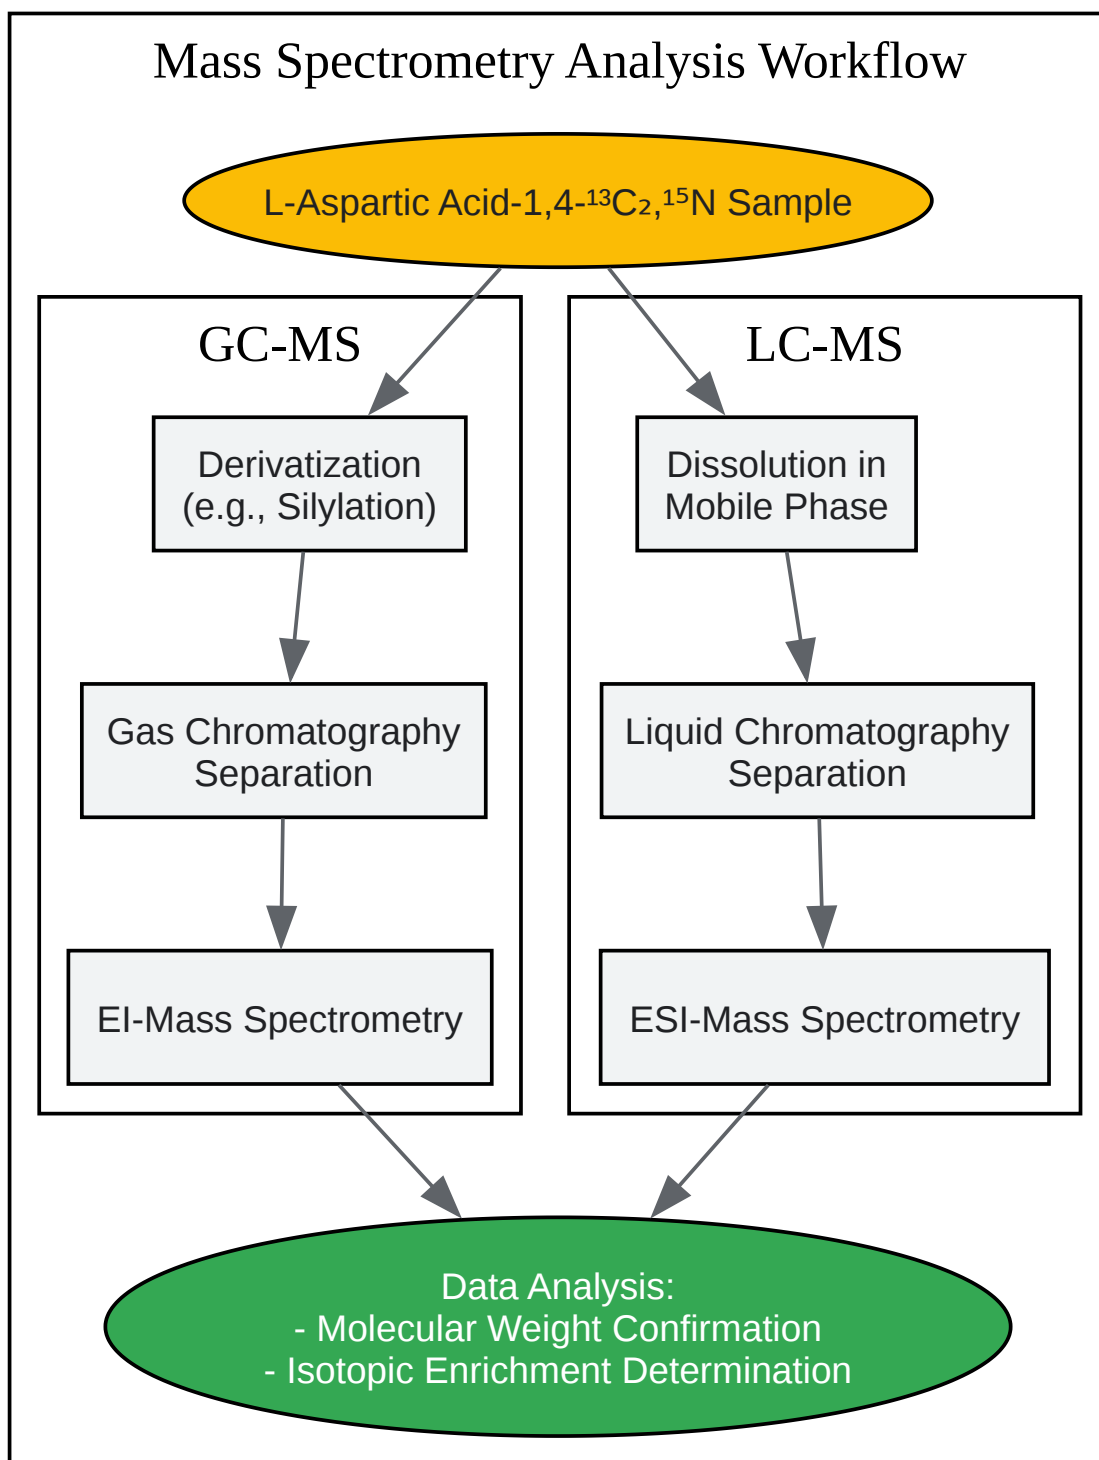 Mass Spectrometry Analysis Workflow
L-Aspartic Acid-1,4-¹³C₂,¹⁵N Sample
GC-MS
Derivatization
(e.g., Silylation)
Gas Chromatography
Separation
EI-Mass Spectrometry
LC-MS
Dissolution in
Mobile Phase
Liquid Chromatography
Separation
ESI-Mass Spectrometry
Data Analysis:
- Molecular Weight Confirmation
- Isotopic Enrichment Determination